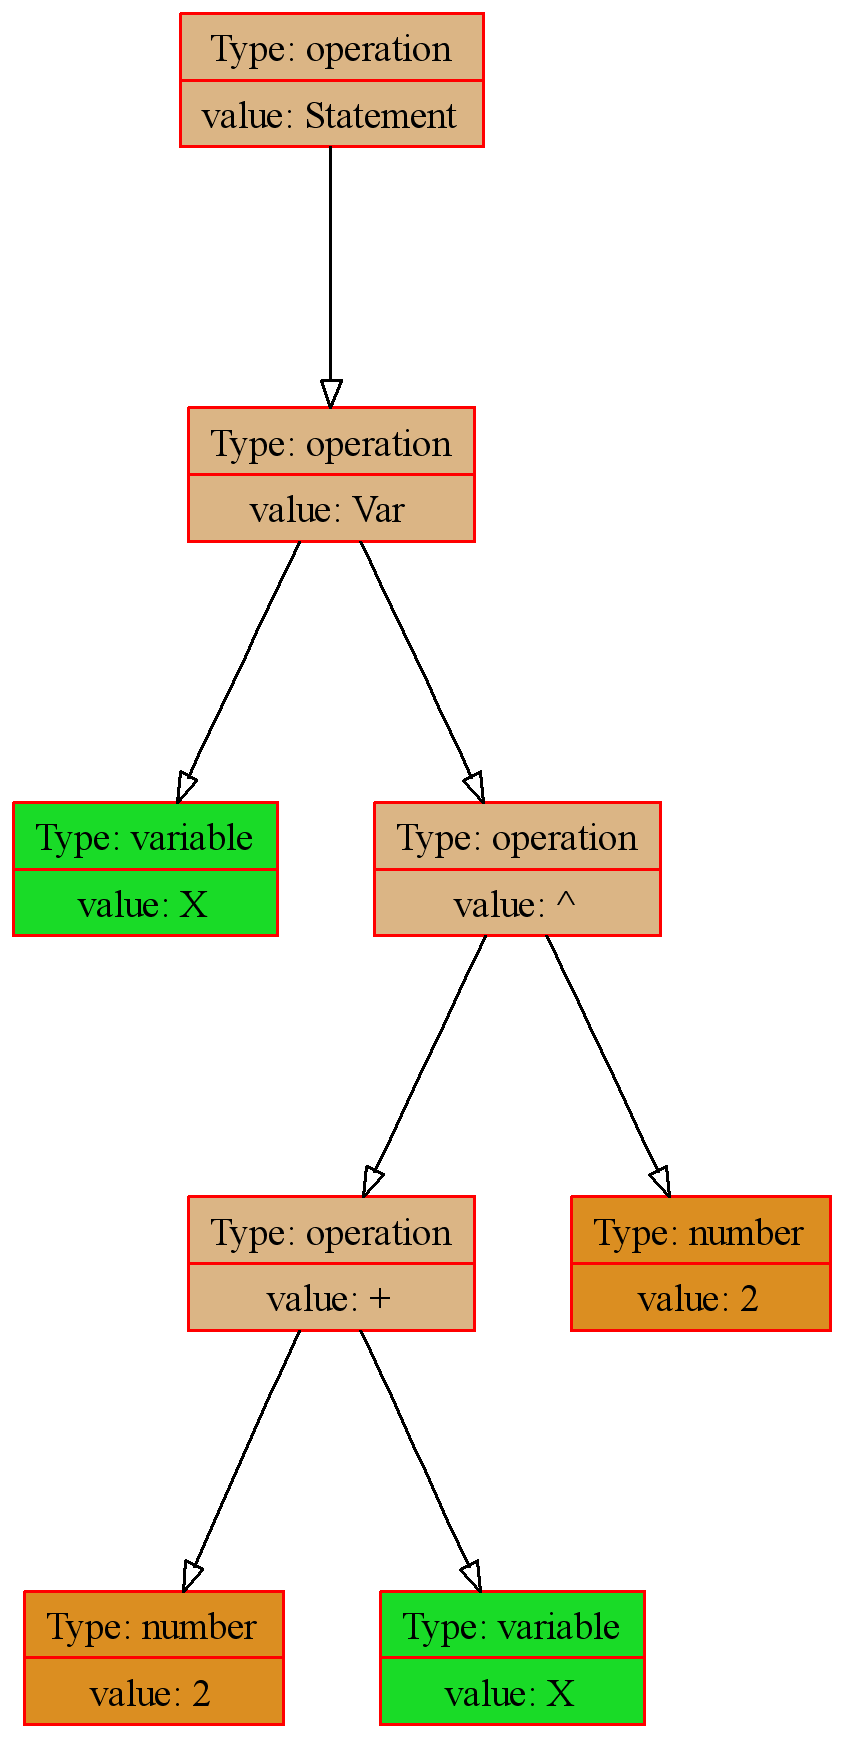 Type: operation
value: Statement
Type: operation
value: Var
Type: variable
value: X
Type: operation
value: ^
Type: operation
value: +
Type: number
value: 2
Type: number
value: 2
Type: variable
value: X